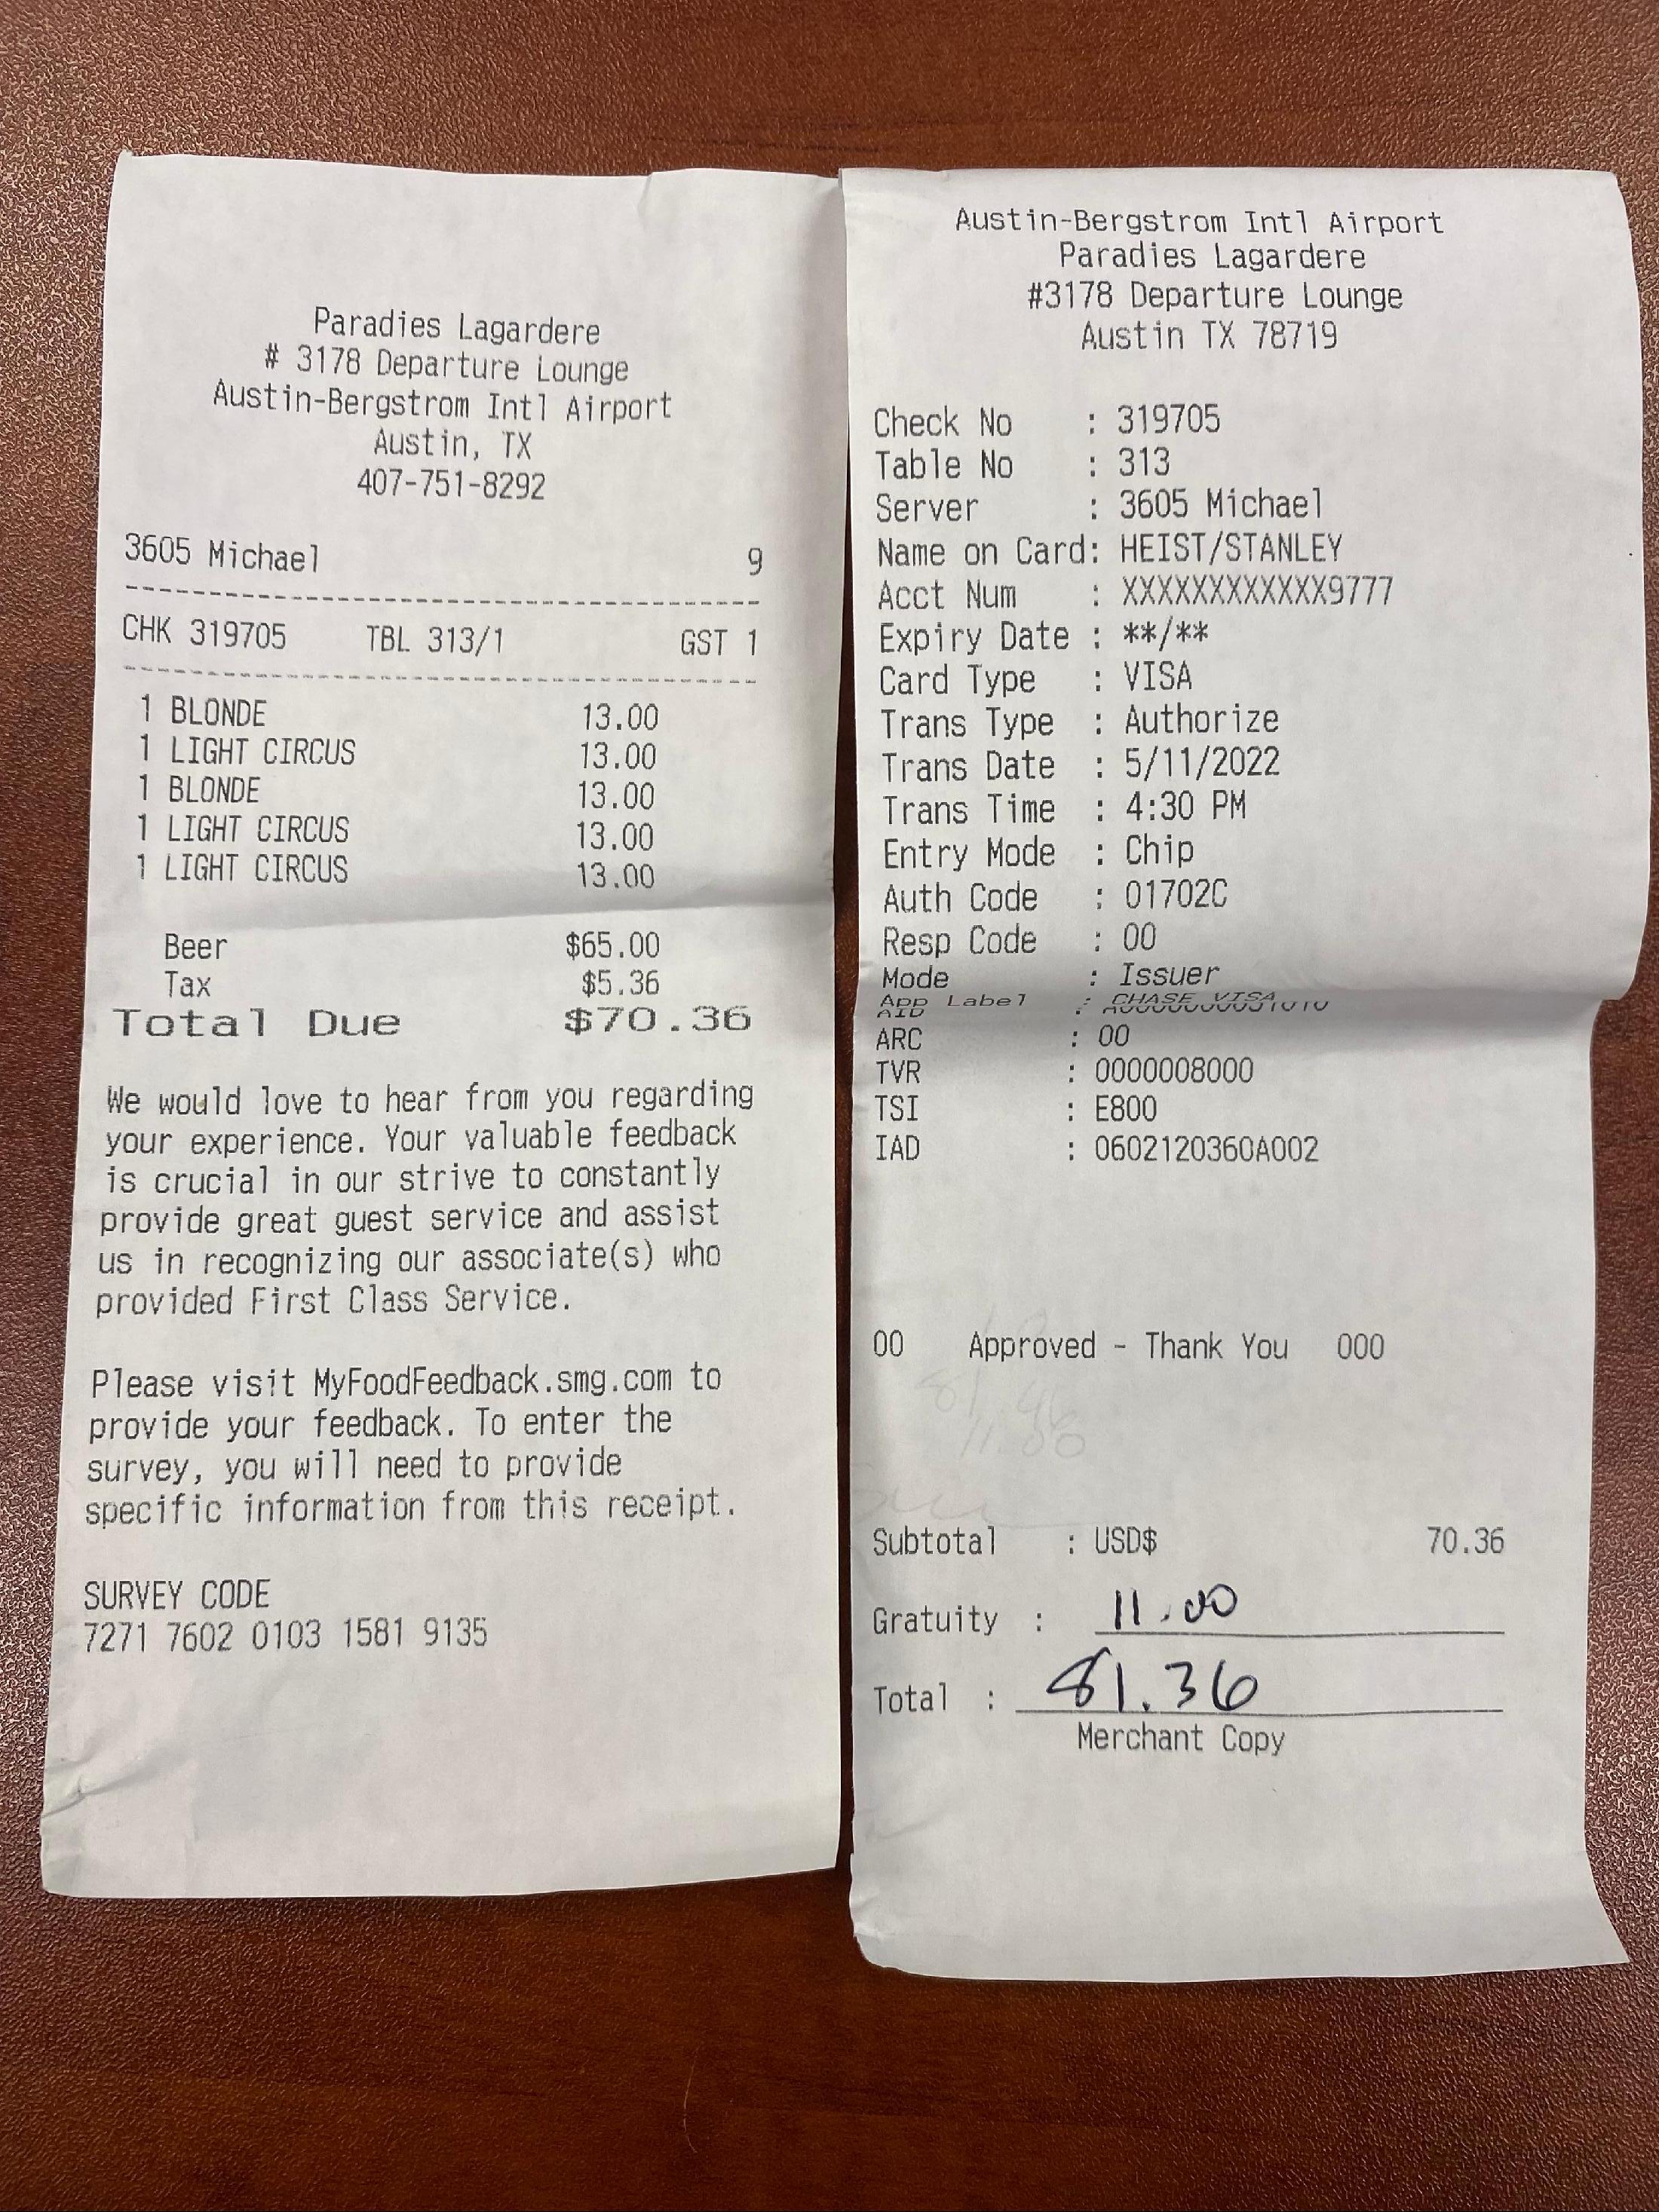 Paradies Lagardere
# 3178 Departure Lounge
Austin-Bergstrom Intl Airport
Austin, TX
407-751-8292
3605 Michael 9
CHK 319705 TBL 313/1 GST 1
1 BLONDE 13.00
1 LIGHT CIRCUS 13.00
1 BLONDE 13.00
1 LIGHT CIRCUS 13.00
1 LIGHT CIRCUS 13.00
Beer $65.00
Tax $5.36
Total Due $70.36
We would love to hear from you regarding
your experience. Your valuable feedback
is crucial in our strive to constantly
provide great guest service and assist
us in recognizing our associate(s) who
provided First Class Service.
Please visit MyFoodFeedback.smg.com to
provide your feedback. To enter the
survey, you will need to provide
specific information from this receipt.
SURVEY CODE
7271 7602 0103 1581 9135
Austin-Bergstrom Intl Airport
Paradies Lagardere
#3178 Departure Lounge
Austin TX 78719
Check No : 319705
Table No : 313
Server : 3605 Michael
Name on Card: HEIST/STANLEY
Acct Num : XXXXXXXXXXXX9777
Expiry Date : **/**
Card Type : VISA
Trans Type : Authorize
Trans Date : 5/11/2022
Trans Time : 4:30 PM
Entry Mode : Chip
Auth Code : 01702C
Resp Code : 00
Mode : Issuer
App Label : CHASE VISA
AID :
ARC : 00
TVR : 0000008000
TSI : E800
IAD : 0602120360A002
00 Approved - Thank You 000
Subtotal : USD$ 70.36
Gratuity : 11.00
Total : 81.36
Merchant Copy